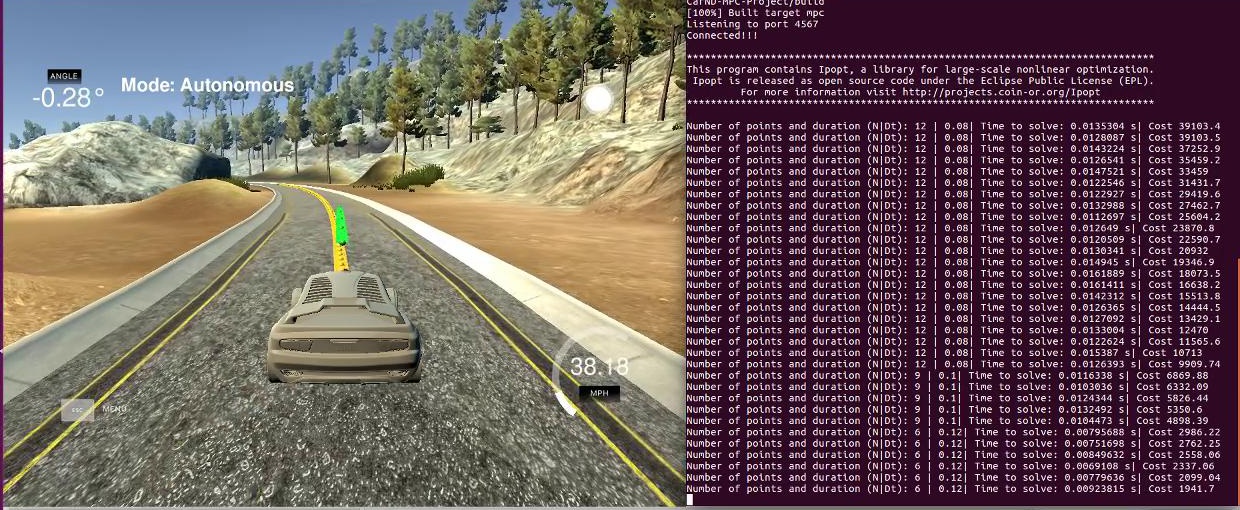 ANGLE
-0.28°
Mode: Autonomous
38.18
MPH
ESC
MENU
CarND-MPC-Project/build
[100%] Built target mpc
Listening to port 4567
Connected!!!
******************************************************************************
This program contains Ipopt, a library for large-scale nonlinear optimization.
Ipopt is released as open source code under the Eclipse Public License (EPL).
For more information visit http://projects.coin-or.org/Ipopt
******************************************************************************
Number of points and duration (N|Dt): 12 | 0.08| Time to solve: 0.0135304 s| Cost 39103.4
Number of points and duration (N|Dt): 12 | 0.08| Time to solve: 0.0128087 s| Cost 39103.5
Number of points and duration (N|Dt): 12 | 0.08| Time to solve: 0.0143224 s| Cost 37252.9
Number of points and duration (N|Dt): 12 | 0.08| Time to solve: 0.0126541 s| Cost 35459.2
Number of points and duration (N|Dt): 12 | 0.08| Time to solve: 0.0147521 s| Cost 33459
Number of points and duration (N|Dt): 12 | 0.08| Time to solve: 0.0122546 s| Cost 31431.7
Number of points and duration (N|Dt): 12 | 0.08| Time to solve: 0.0122927 s| Cost 29419.6
Number of points and duration (N|Dt): 12 | 0.08| Time to solve: 0.0132988 s| Cost 27462.7
Number of points and duration (N|Dt): 12 | 0.08| Time to solve: 0.0112697 s| Cost 25604.2
Number of points and duration (N|Dt): 12 | 0.08| Time to solve: 0.012649 s| Cost 23870.8
Number of points and duration (N|Dt): 12 | 0.08| Time to solve: 0.0120509 s| Cost 22590.7
Number of points and duration (N|Dt): 12 | 0.08| Time to solve: 0.0130341 s| Cost 20932
Number of points and duration (N|Dt): 12 | 0.08| Time to solve: 0.014945 s| Cost 19346.9
Number of points and duration (N|Dt): 12 | 0.08| Time to solve: 0.0161889 s| Cost 18073.5
Number of points and duration (N|Dt): 12 | 0.08| Time to solve: 0.0161411 s| Cost 16638.2
Number of points and duration (N|Dt): 12 | 0.08| Time to solve: 0.0142312 s| Cost 15513.8
Number of points and duration (N|Dt): 12 | 0.08| Time to solve: 0.0126365 s| Cost 14444.5
Number of points and duration (N|Dt): 12 | 0.08| Time to solve: 0.0127092 s| Cost 13429.1
Number of points and duration (N|Dt): 12 | 0.08| Time to solve: 0.0133004 s| Cost 12470
Number of points and duration (N|Dt): 12 | 0.08| Time to solve: 0.0122624 s| Cost 11565.6
Number of points and duration (N|Dt): 12 | 0.08| Time to solve: 0.015387 s| Cost 10713
Number of points and duration (N|Dt): 12 | 0.08| Time to solve: 0.0126393 s| Cost 9909.74
Number of points and duration (N|Dt): 9 | 0.1| Time to solve: 0.0116338 s| Cost 6869.88
Number of points and duration (N|Dt): 9 | 0.1| Time to solve: 0.0103036 s| Cost 6332.09
Number of points and duration (N|Dt): 9 | 0.1| Time to solve: 0.0124344 s| Cost 5826.44
Number of points and duration (N|Dt): 9 | 0.1| Time to solve: 0.0132492 s| Cost 5350.6
Number of points and duration (N|Dt): 9 | 0.1| Time to solve: 0.0104473 s| Cost 4898.39
Number of points and duration (N|Dt): 6 | 0.12| Time to solve: 0.00795688 s| Cost 2986.22
Number of points and duration (N|Dt): 6 | 0.12| Time to solve: 0.00751698 s| Cost 2762.25
Number of points and duration (N|Dt): 6 | 0.12| Time to solve: 0.00849632 s| Cost 2558.06
Number of points and duration (N|Dt): 6 | 0.12| Time to solve: 0.0069108 s| Cost 2337.06
Number of points and duration (N|Dt): 6 | 0.12| Time to solve: 0.00779636 s| Cost 2099.04
Number of points and duration (N|Dt): 6 | 0.12| Time to solve: 0.00923815 s| Cost 1941.7